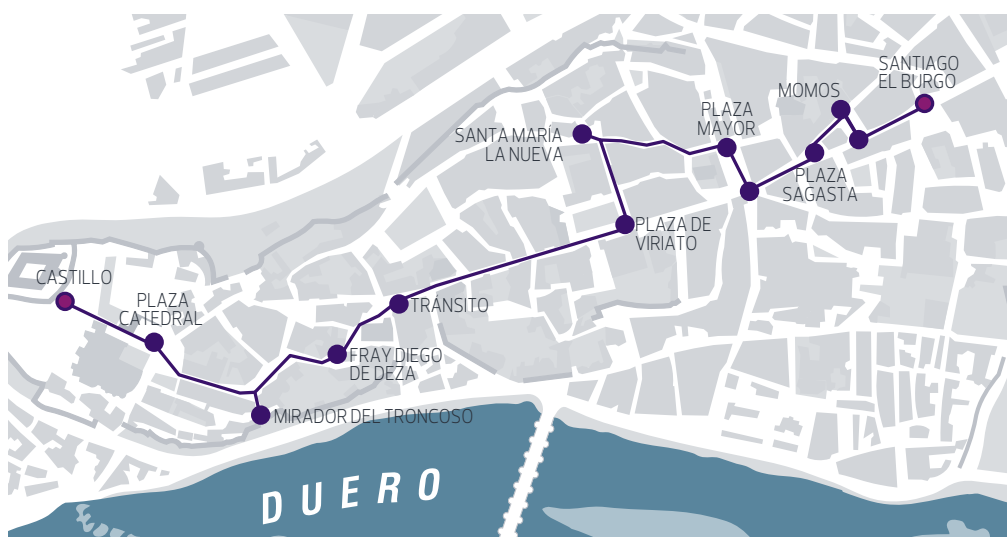 SANTIAGO
EL BURGO
MOMOS
PLAZA
MAYOR
SANTA MARÍA
LA NUEVA
PLAZA
SAGASTA
PLAZA DE
VIRIATO
CASTILLO
PLAZA
CATEDRAL
TRÁNSITO
FRAY DIEGO
DE DEZA
MIRADOR DEL TRONCOSO
DUERO